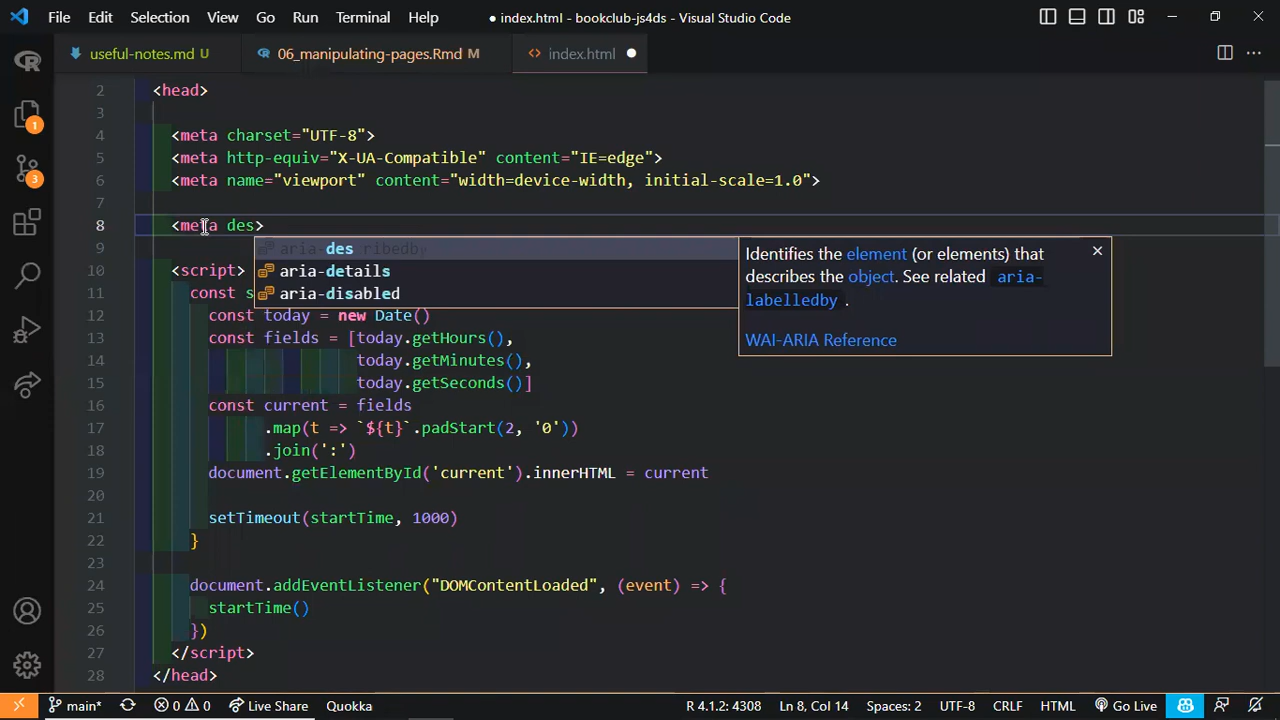 File Edit Selection View Go Run Terminal Help ● index.html - bookclub-js4ds - Visual Studio Code
useful-notes.md U 06_manipulating-pages.Rmd M index.html
2 <head>
3
4 <meta charset="UTF-8">
5 <meta http-equiv="X-UA-Compatible" content="IE=edge">
6 <meta name="viewport" content="width=device-width, initial-scale=1.0">
7
8 <meta des>
9 aria-describedby
10 <script> aria-details
11 const s aria-disabled
Identifies the element (or elements) that
describes the object. See related aria-
labelledby .
WAI-ARIA Reference
12 const today = new Date()
13 const fields = [today.getHours(),
14 today.getMinutes(),
15 today.getSeconds()]
16 const current = fields
17 .map(t => `${t}`.padStart(2, '0'))
18 .join(':')
19 document.getElementById('current').innerHTML = current
20
21 setTimeout(startTime, 1000)
22 }
23
24 document.addEventListener("DOMContentLoaded", (event) => {
25 startTime()
26 })
27 </script>
28 </head>
1
3
main* 0 0 Live Share Quokka R 4.1.2: 4308 Ln 8, Col 14 Spaces: 2 UTF-8 CRLF HTML Go Live